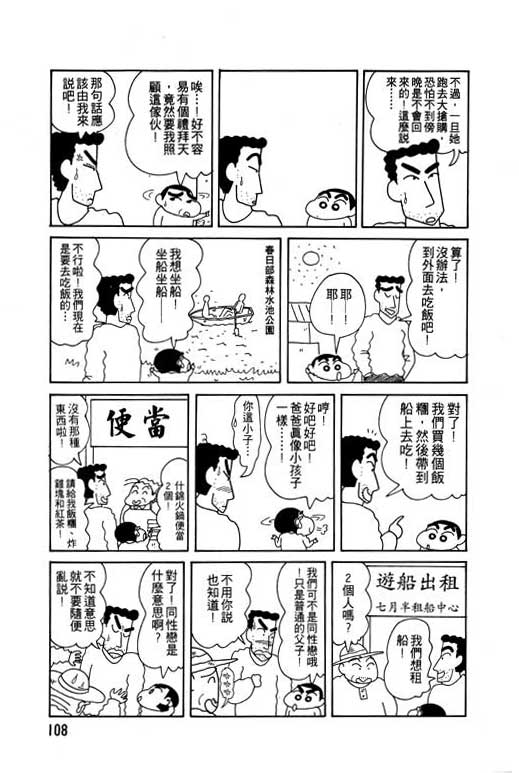 不過，一旦她
跑去大搶購，
恐怕不到傍
晚是不會回
來的！這麼說
來……
唉…！好不容
易有個禮拜天
，竟然要我照
顧這傢伙！
那句話應
該由我來
說吧！
算了！
沒辦法，
到外面去吃飯吧！
耶！
耶——！
春日部森林水池公園
我想坐船！
坐船坐船！
不行啦！我們現在
是要去吃飯的…
對了！
我們買幾個飯
糰，然後帶到
船上去吃！
哼！
好吧好吧！
爸爸真像小孩子
一樣……！
你這小子…
便當
什錦火鍋便當
2個！
沒有那種
東西啦！
請給我飯糰、炸
雞塊和紅茶！
遊船出租
七月半租船中心
我們想租
船！
2個人嗎？
我們可不是同性戀哦
！只是普通的父子！
不用你說
也知道！
對了！同性戀是
什麼意思啊？
不知道意思
就不要隨便
亂說！
108